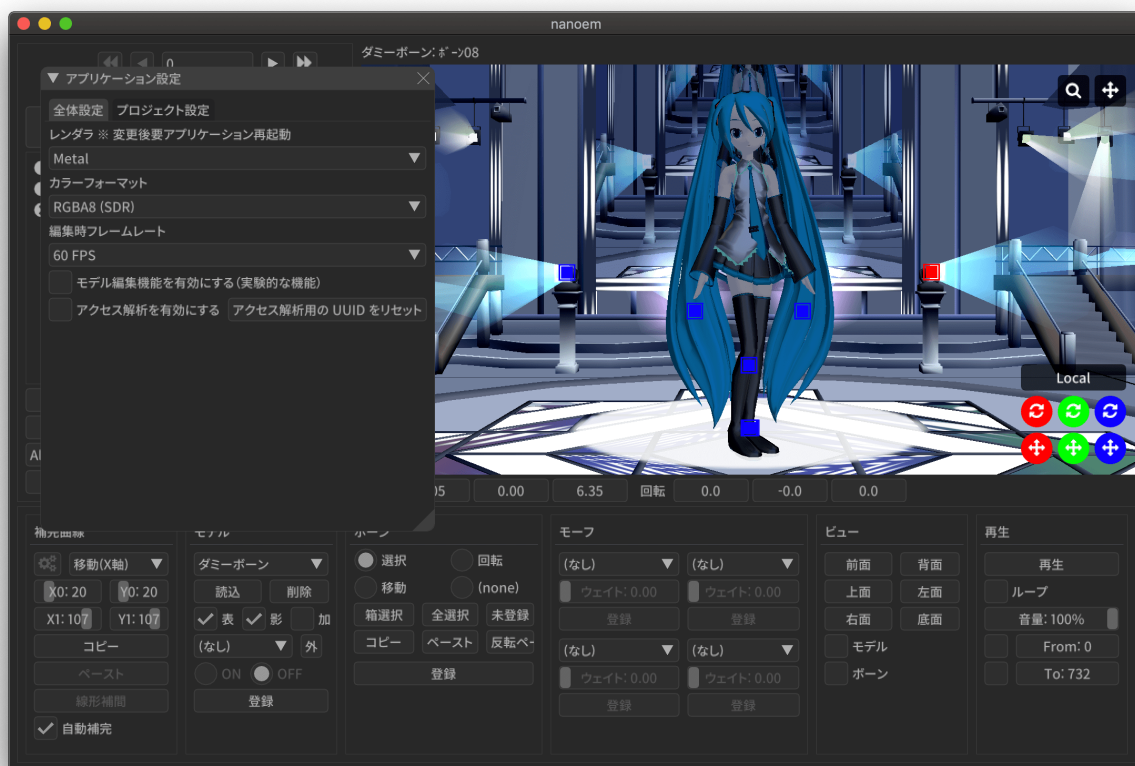 nanoem
0
ダミーボーン: ﾎﾞｰﾝ08
アプリケーション設定
全体設定 プロジェクト設定
レンダラ ※ 変更後要アプリケーション再起動
Metal
カラーフォーマット
RGBA8 (SDR)
編集時フレームレート
60 FPS
モデル編集機能を有効にする (実験的な機能)
アクセス解析を有効にする アクセス解析用の UUID をリセット
Local
0.00 6.35 回転 0.0 -0.0 0.0
補完曲線
移動(X軸)
X0: 20 Y0: 20
X1: 107 Y1: 107
コピー
ペースト
線形補間
自動補完
モデル
ダミーボーン
読込 削除
表 影 加
(なし) 外
ON OFF
登録
ボーン
選択 回転
移動 (none)
箱選択 全選択 未登録
コピー ペースト 反転ペー
登録
モーフ
(なし) (なし)
ウェイト: 0.00 ウェイト: 0.00
登録 登録
(なし) (なし)
ウェイト: 0.00 ウェイト: 0.00
登録 登録
ビュー
前面 背面
上面 左面
右面 底面
モデル
ボーン
再生
再生
ループ
音量: 100%
From: 0
To: 732